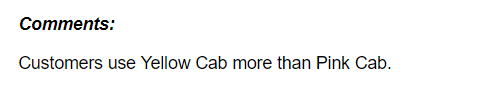 Comments:
Customers use Yellow Cab more than Pink Cab.